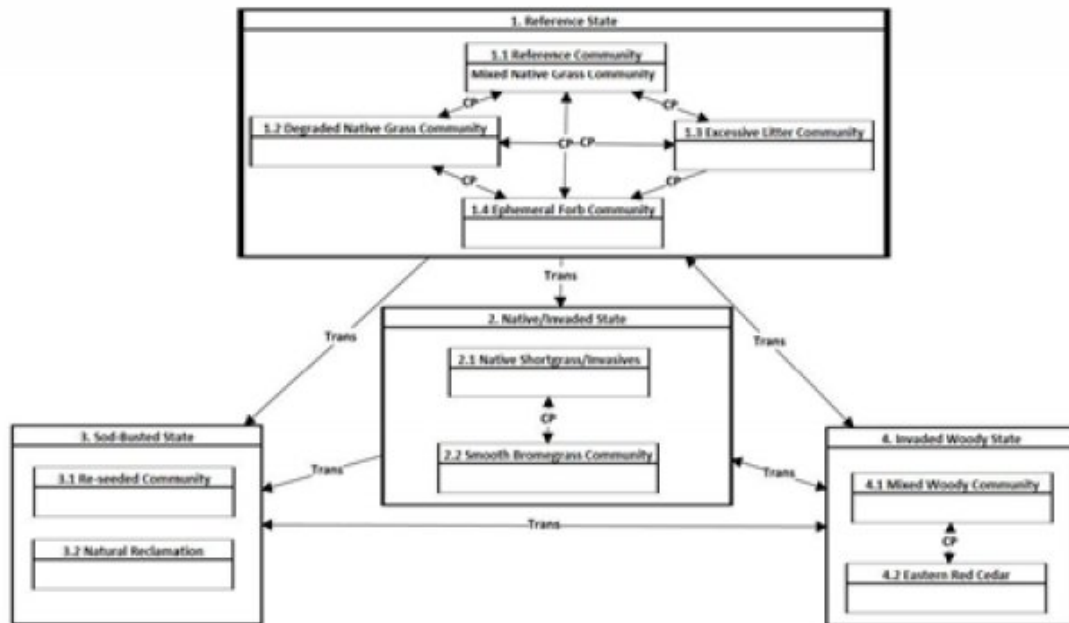 1. Reference State
1.1 Reference Community
Mixed Native Grass Community
CP
CP
1.2 Degraded Native Grass Community
1.3 Excessive Litter Community
CP
CP
CP
CP
1.4 Ephemeral Forb Community
Trans
2. Native/Invaded State
Trans
Trans
2.1 Native Shortgrass/Invasives
CP
3. Sod-Busted State
4. Invaded Woody State
2.2 Smooth Bromegrass Community
3.1 Re-seeded Community
Trans
Trans
4.1 Mixed Woody Community
Trans
CP
3.2 Natural Reclamation
4.2 Eastern Red Cedar